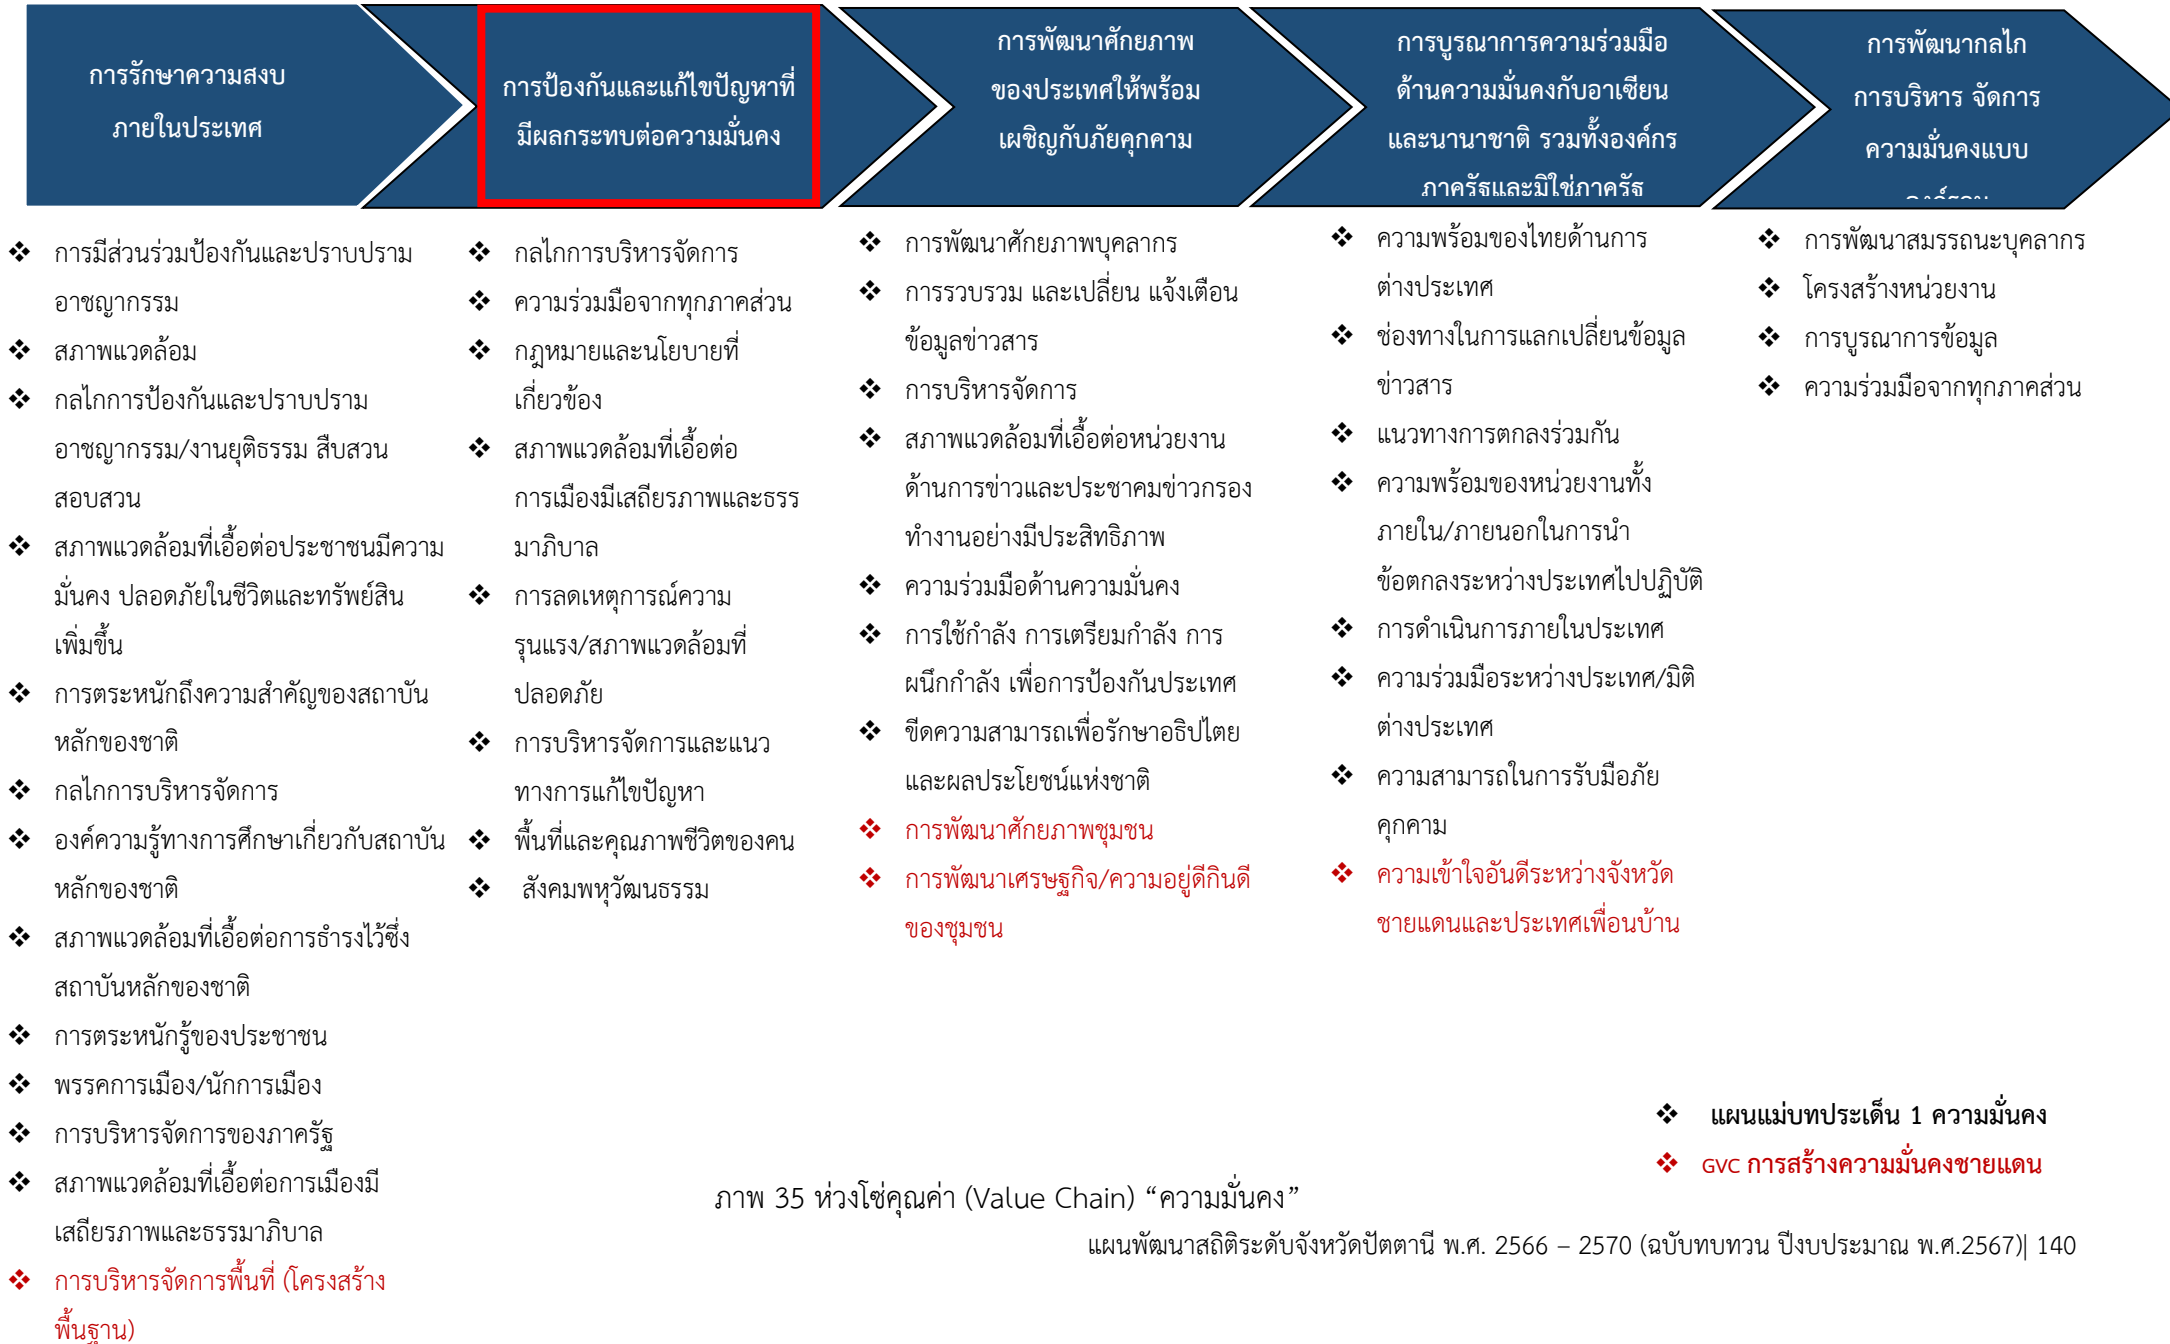 การรักษาความสงบ
ภายในประเทศ
การป้องกันและแก้ไขปัญหาที่
มีผลกระทบต่อความมั่นคง
การพัฒนาศักยภาพ
ของประเทศให้พร้อม
เผชิญกับภัยคุกคาม
การบูรณาการความร่วมมือ
ด้านความมั่นคงกับอาเซียน
และนานาชาติ รวมทั้งองค์กร
ภาครัฐและมิใช่ภาครัฐ
การพัฒนากลไก
การบริหาร จัดการ
ความมั่นคงแบบ
❖ การมีส่วนร่วมป้องกันและปราบปราม
อาชญากรรม
❖ สภาพแวดล้อม
❖ กลไกการป้องกันและปราบปราม
อาชญากรรม/งานยุติธรรม สืบสวน
สอบสวน
❖ สภาพแวดล้อมที่เอื้อต่อประชาชนมีความ
มั่นคง ปลอดภัยในชีวิตและทรัพย์สิน
เพิ่มขึ้น
❖ การตระหนักถึงความสำคัญของสถาบัน
หลักของชาติ
❖ กลไกการบริหารจัดการ
❖ องค์ความรู้ทางการศึกษาเกี่ยวกับสถาบัน
หลักของชาติ
❖ สภาพแวดล้อมที่เอื้อต่อการธำรงไว้ซึ่ง
สถาบันหลักของชาติ
❖ การตระหนักรู้ของประชาชน
❖ พรรคการเมือง/นักการเมือง
❖ การบริหารจัดการของภาครัฐ
❖ สภาพแวดล้อมที่เอื้อต่อการเมืองมี
เสถียรภาพและธรรมาภิบาล
❖ การบริหารจัดการพื้นที่ (โครงสร้าง
พื้นฐาน)
❖ กลไกการบริหารจัดการ
❖ ความร่วมมือจากทุกภาคส่วน
❖ กฎหมายและนโยบายที่
เกี่ยวข้อง
❖ สภาพแวดล้อมที่เอื้อต่อ
การเมืองมีเสถียรภาพและธรร
มาภิบาล
❖ การลดเหตุการณ์ความ
รุนแรง/สภาพแวดล้อมที่
ปลอดภัย
❖ การบริหารจัดการและแนว
ทางการแก้ไขปัญหา
❖ พื้นที่และคุณภาพชีวิตของคน
❖ สังคมพหุวัฒนธรรม
❖ การพัฒนาศักยภาพบุคลากร
❖ การรวบรวม และเปลี่ยน แจ้งเตือน
ข้อมูลข่าวสาร
❖ การบริหารจัดการ
❖ สภาพแวดล้อมที่เอื้อต่อหน่วยงาน
ด้านการข่าวและประชาคมข่าวกรอง
ทำงานอย่างมีประสิทธิภาพ
❖ ความร่วมมือด้านความมั่นคง
❖ การใช้กำลัง การเตรียมกำลัง การ
ผนึกกำลัง เพื่อการป้องกันประเทศ
❖ ขีดความสามารถเพื่อรักษาอธิปไตย
และผลประโยชน์แห่งชาติ
❖ การพัฒนาศักยภาพชุมชน
❖ การพัฒนาเศรษฐกิจ/ความอยู่ดีกินดี
ของชุมชน
❖ ความพร้อมของไทยด้านการ
ต่างประเทศ
❖ ช่องทางในการแลกเปลี่ยนข้อมูล
ข่าวสาร
❖ แนวทางการตกลงร่วมกัน
❖ ความพร้อมของหน่วยงานทั้ง
ภายใน/ภายนอกในการนำ
ข้อตกลงระหว่างประเทศไปปฏิบัติ
❖ การดำเนินการภายในประเทศ
❖ ความร่วมมือระหว่างประเทศ/มิติ
ต่างประเทศ
❖ ความสามารถในการรับมือภัย
คุกคาม
❖ ความเข้าใจอันดีระหว่างจังหวัด
ชายแดนและประเทศเพื่อนบ้าน
❖ การพัฒนาสมรรถนะบุคลากร
❖ โครงสร้างหน่วยงาน
❖ การบูรณาการข้อมูล
❖ ความร่วมมือจากทุกภาคส่วน
❖ แผนแม่บทประเด็น 1 ความมั่นคง
❖ GVC การสร้างความมั่นคงชายแดน
ภาพ 35 ห่วงโซ่คุณค่า (Value Chain) “ความมั่นคง”
แผนพัฒนาสถิติระดับจังหวัดปัตตานี พ.ศ. 2566 – 2570 (ฉบับทบทวน ปีงบประมาณ พ.ศ.2567)| 140